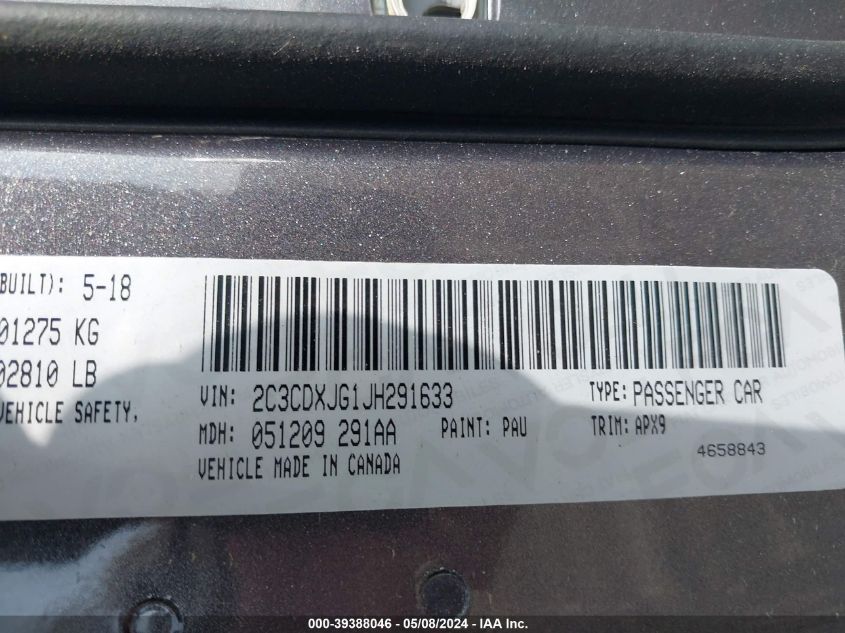 BUILT): 5-18
01275 KG
02810 LB
VEHICLE SAFETY,
VIN: 2C3CDXJG1JH291633
TYPE: PASSENGER CAR
MDH: 051209 291AA
PAINT: PAU
TRIM: APX9
VEHICLE MADE IN CANADA
4658843
000-39388046 - 05/08/2024 - IAA Inc.